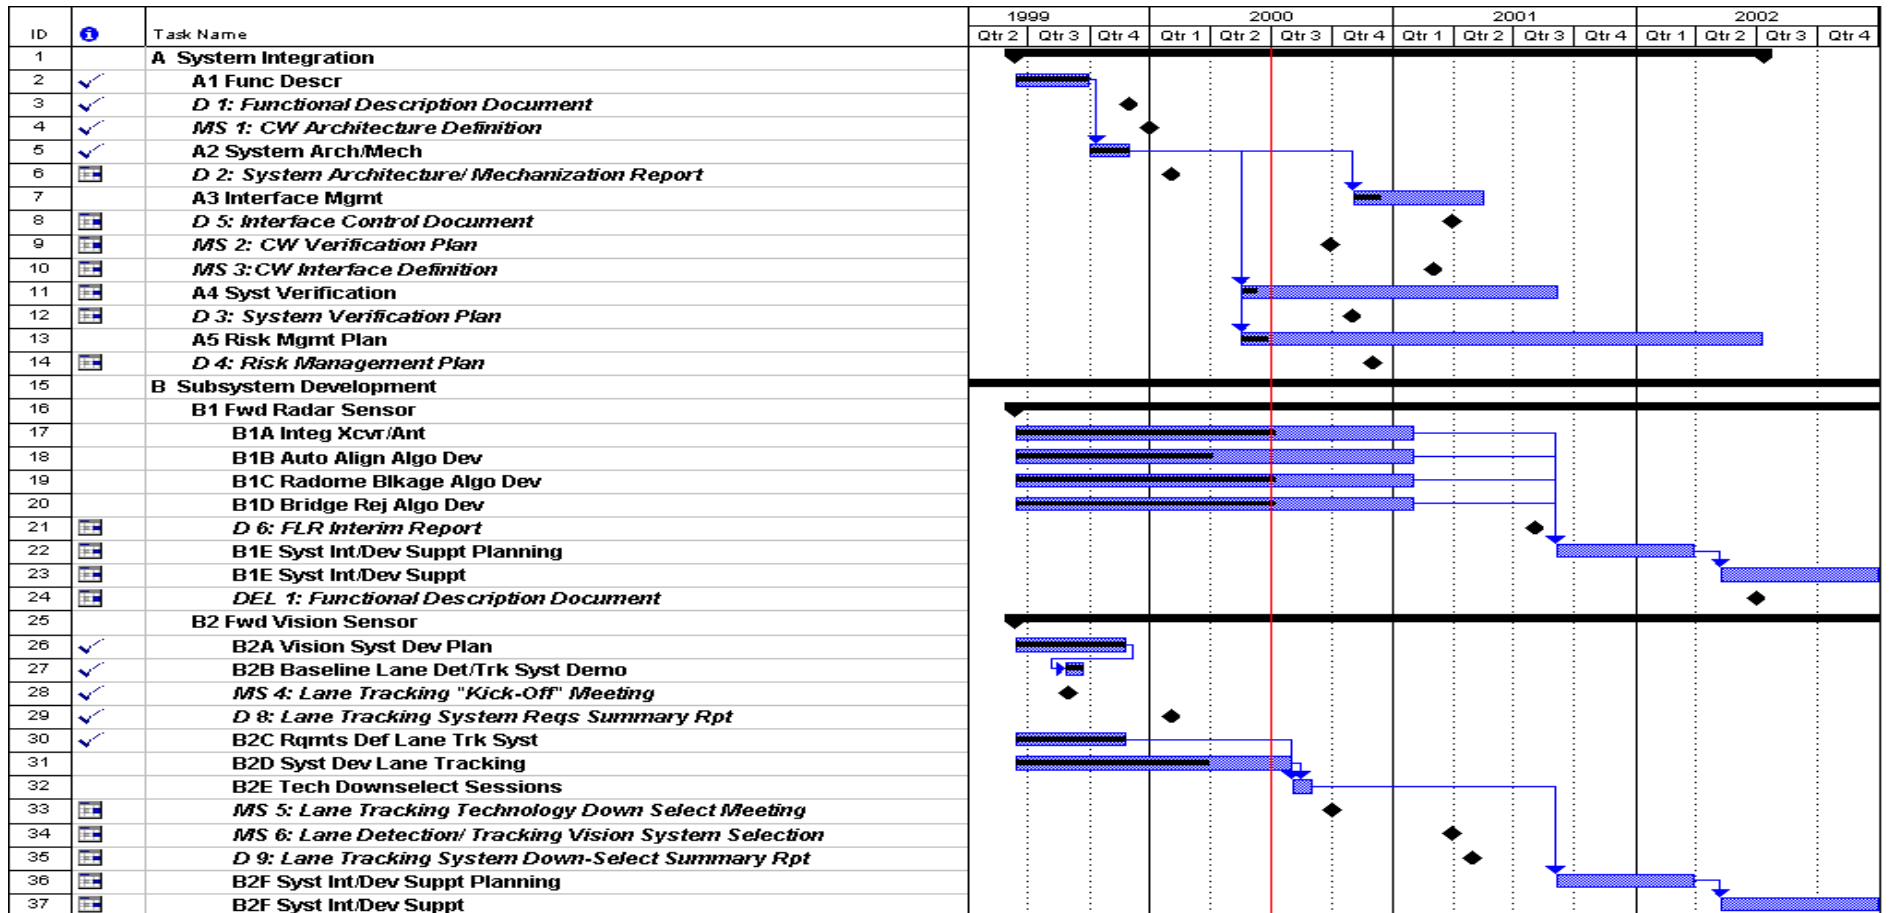 1999 2000 2001 2002
ID Task Name Qtr 2 Qtr 3 Qtr 4 Qtr 1 Qtr 2 Qtr 3 Qtr 4 Qtr 1 Qtr 2 Qtr 3 Qtr 4 Qtr 1 Qtr 2 Qtr 3 Qtr 4
1 A System Integration
2 A1 Func Descr
3 D 1: Functional Description Document
4 MS 1: CW Architecture Definition
5 A2 System Arch/Mech
6 D 2: System Architecture/ Mechanization Report
7 A3 Interface Mgmt
8 D 5: Interface Control Document
9 MS 2: CW Verification Plan
10 MS 3:CW Interface Definition
11 A4 Syst Verification
12 D 3: System Verification Plan
13 A5 Risk Mgmt Plan
14 D 4: Risk Management Plan
15 B Subsystem Development
16 B1 Fwd Radar Sensor
17 B1A Integ Xcvr/Ant
18 B1B Auto Align Algo Dev
19 B1C Radome Blkage Algo Dev
20 B1D Bridge Rej Algo Dev
21 D 6: FLR Interim Report
22 B1E Syst Int/Dev Suppt Planning
23 B1E Syst Int/Dev Suppt
24 DEL 1: Functional Description Document
25 B2 Fwd Vision Sensor
26 B2A Vision Syst Dev Plan
27 B2B Baseline Lane Det/Trk Syst Demo
28 MS 4: Lane Tracking "Kick-Off" Meeting
29 D 8: Lane Tracking System Reqs Summary Rpt
30 B2C Rqmts Def Lane Trk Syst
31 B2D Syst Dev Lane Tracking
32 B2E Tech Downselect Sessions
33 MS 5: Lane Tracking Technology Down Select Meeting
34 MS 6: Lane Detection/ Tracking Vision System Selection
35 D 9: Lane Tracking System Down-Select Summary Rpt
36 B2F Syst Int/Dev Suppt Planning
37 B2F Syst Int/Dev Suppt